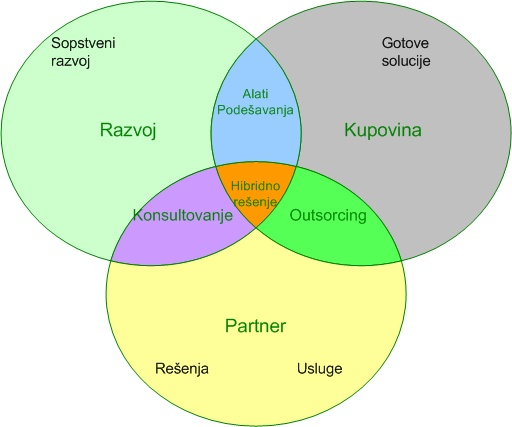 Sopstveni
razvoj
Gotove
solucije
Alati
Podešavanja
Razvoj
Kupovina
Hibridno
rešenje
Konsultovanje
Outsorcing
Partner
Rešenja
Usluge